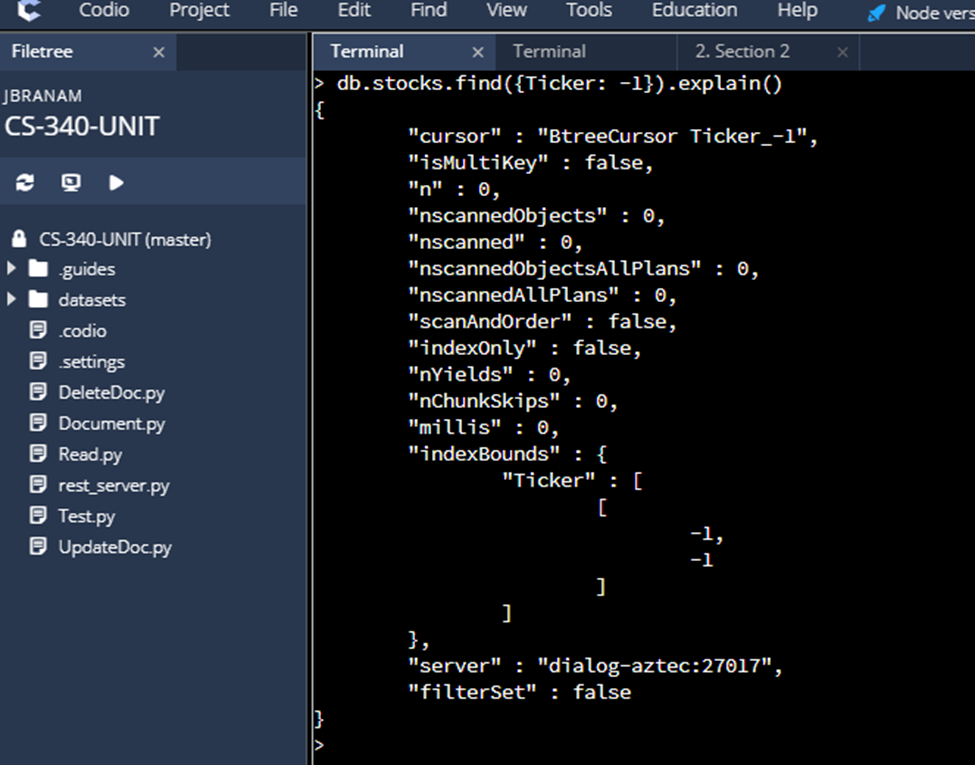 Codio Project File Edit Find View Tools Education Help Node vers
Filetree × Terminal × Terminal 2. Section 2 ×
JBRANAM
CS-340-UNIT
CS-340-UNIT (master)
.guides
datasets
.codio
.settings
DeleteDoc.py
Document.py
Read.py
rest_server.py
Test.py
UpdateDoc.py
> db.stocks.find({Ticker: -1}).explain()
{
"cursor" : "BtreeCursor Ticker_-1",
"isMultiKey" : false,
"n" : 0,
"nscannedObjects" : 0,
"nscanned" : 0,
"nscannedObjectsAllPlans" : 0,
"nscannedAllPlans" : 0,
"scanAndOrder" : false,
"indexOnly" : false,
"nYields" : 0,
"nChunkSkips" : 0,
"millis" : 0,
"indexBounds" : {
"Ticker" : [
[
-1,
-1
]
]
},
"server" : "dialog-aztec:27017",
"filterSet" : false
}
>